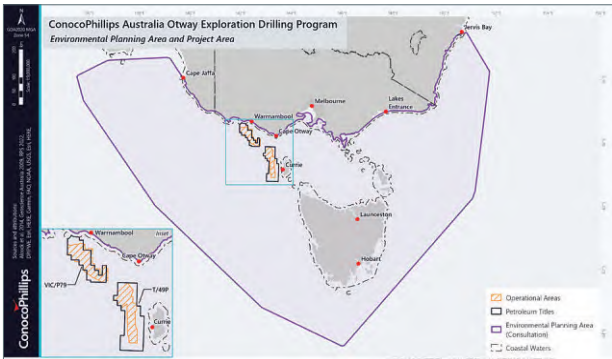 ConocoPhillips Australia Otway Exploration Drilling Program
Environmental Planning Area and Project Area
N
Jervis Bay
Cape Jaffa
Melbourne
Lakes
Entrance
Warrnambool
Cape Otway
Currie
Launceston
Hobart
Inset
Warrnambool
Cape Otway
VIC/P79
T/49P
Currie
Operational Areas
Petroleum Titles
Environmental Planning Area
(Consultation)
Coastal Waters
ConocoPhillips